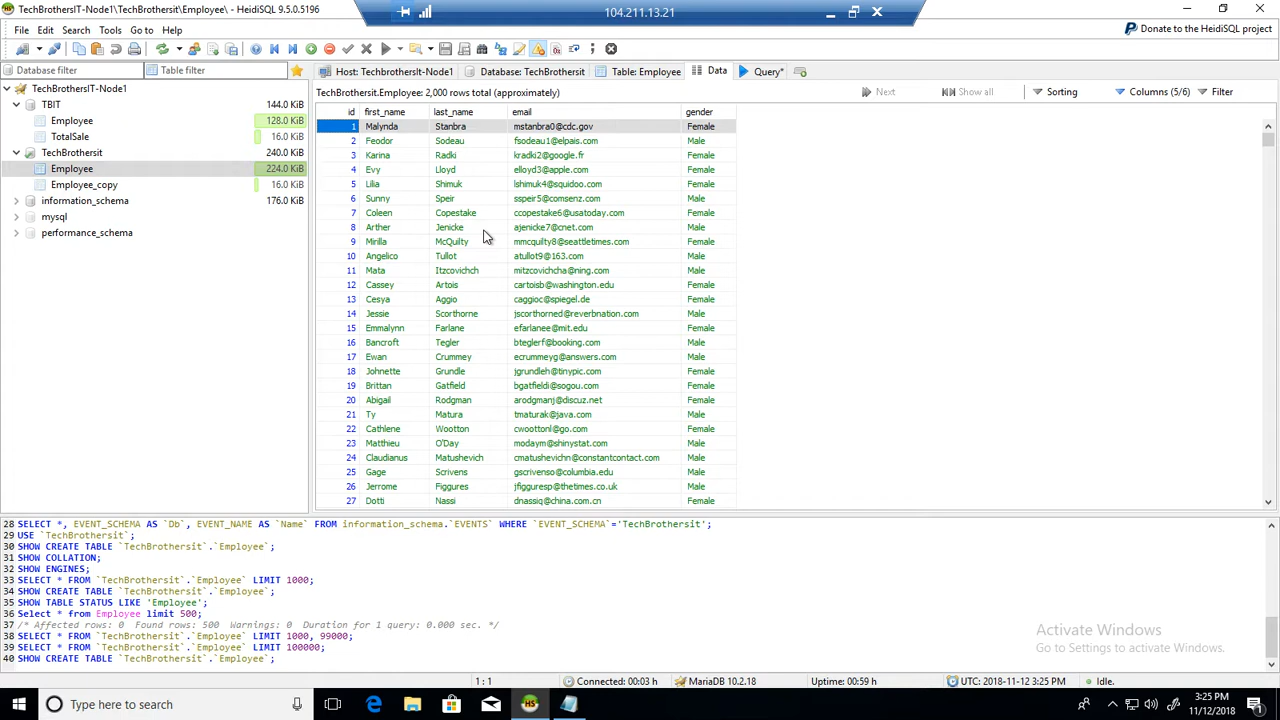 TechBrothersIT-Node1\TechBrothersit\Employee\ - HeidiSQL 9.5.0.5196
104.211.13.21
File Edit Search Tools Go to Help
Donate to the HeidiSQL project
Database filter
Table filter
Host: TechbrothersIt-Node1
Database: TechBrothersit
Table: Employee
Data
Query*
TechBrothersIT-Node1
TBIT 144.0 KiB
Employee 128.0 KiB
TotalSale 16.0 KiB
TechBrothersit 240.0 KiB
Employee 224.0 KiB
Employee_copy 16.0 KiB
information_schema 176.0 KiB
mysql
performance_schema
TechBrothersit.Employee: 2,000 rows total (approximately)
Next Show all Sorting Columns (5/6) Filter
id first_name last_name email gender
1 Malynda Stanbra mstanbra0@cdc.gov Female
2 Feodor Sodeau fsodeau1@elpais.com Male
3 Karina Radki kradki2@google.fr Female
4 Evy Lloyd elloyd3@apple.com Female
5 Lilia Shimuk lshimuk4@squidoo.com Female
6 Sunny Speir sspeir5@comsenz.com Male
7 Coleen Copestake ccopestake6@usatoday.com Female
8 Arther Jenicke ajenicke7@cnet.com Male
9 Mirilla McQuilty mmcquilty8@seattletimes.com Female
10 Angelico Tullot atullot9@163.com Male
11 Mata Itzcovichch mitzcovichcha@ning.com Male
12 Cassey Artois cartoisb@washington.edu Female
13 Cesya Aggio caggioc@spiegel.de Female
14 Jessie Scorthorne jscorthorned@reverbnation.com Male
15 Emmalynn Farlane efarlanee@mit.edu Female
16 Bancroft Tegler bteglerf@booking.com Male
17 Ewan Crummey ecrummeyg@answers.com Male
18 Johnette Grundle jgrundleh@tinypic.com Female
19 Brittan Gatfield bgatfieldi@sogou.com Female
20 Abigail Rodgman arodgmanj@discuz.net Female
21 Ty Matura tmaturak@java.com Male
22 Cathlene Wootton cwoottonl@go.com Female
23 Matthieu O'Day modaym@shinystat.com Male
24 Claudianus Matushevich cmatushevichn@constantcontact.com Male
25 Gage Scrivens gscrivenso@columbia.edu Male
26 Jerrome Figgures jfigguresp@thetimes.co.uk Male
27 Dotti Nassi dnassiq@china.com.cn Female
28 SELECT *, EVENT_SCHEMA AS `Db`, EVENT_NAME AS `Name` FROM information_schema.`EVENTS` WHERE `EVENT_SCHEMA`='TechBrothersit';
29 USE `TechBrothersit`;
30 SHOW CREATE TABLE `TechBrothersit`.`Employee`;
31 SHOW COLLATION;
32 SHOW ENGINES;
33 SELECT * FROM `TechBrothersit`.`Employee` LIMIT 1000;
34 SHOW CREATE TABLE `TechBrothersit`.`Employee`;
35 SHOW TABLE STATUS LIKE 'Employee';
36 Select * from Employee limit 500;
37 /* Affected rows: 0  Found rows: 500  Warnings: 0  Duration for 1 query: 0.000 sec. */
38 SELECT * FROM `TechBrothersit`.`Employee` LIMIT 1000, 99000;
39 SELECT * FROM `TechBrothersit`.`Employee` LIMIT 100000;
40 SHOW CREATE TABLE `TechBrothersit`.`Employee`;
Activate Windows
Go to Settings to activate Windows.
1 : 1 Connected: 00:03 h MariaDB 10.2.18 Uptime: 00:59 h UTC: 2018-11-12 3:25 PM Idle.
Type here to search
3:25 PM
11/12/2018